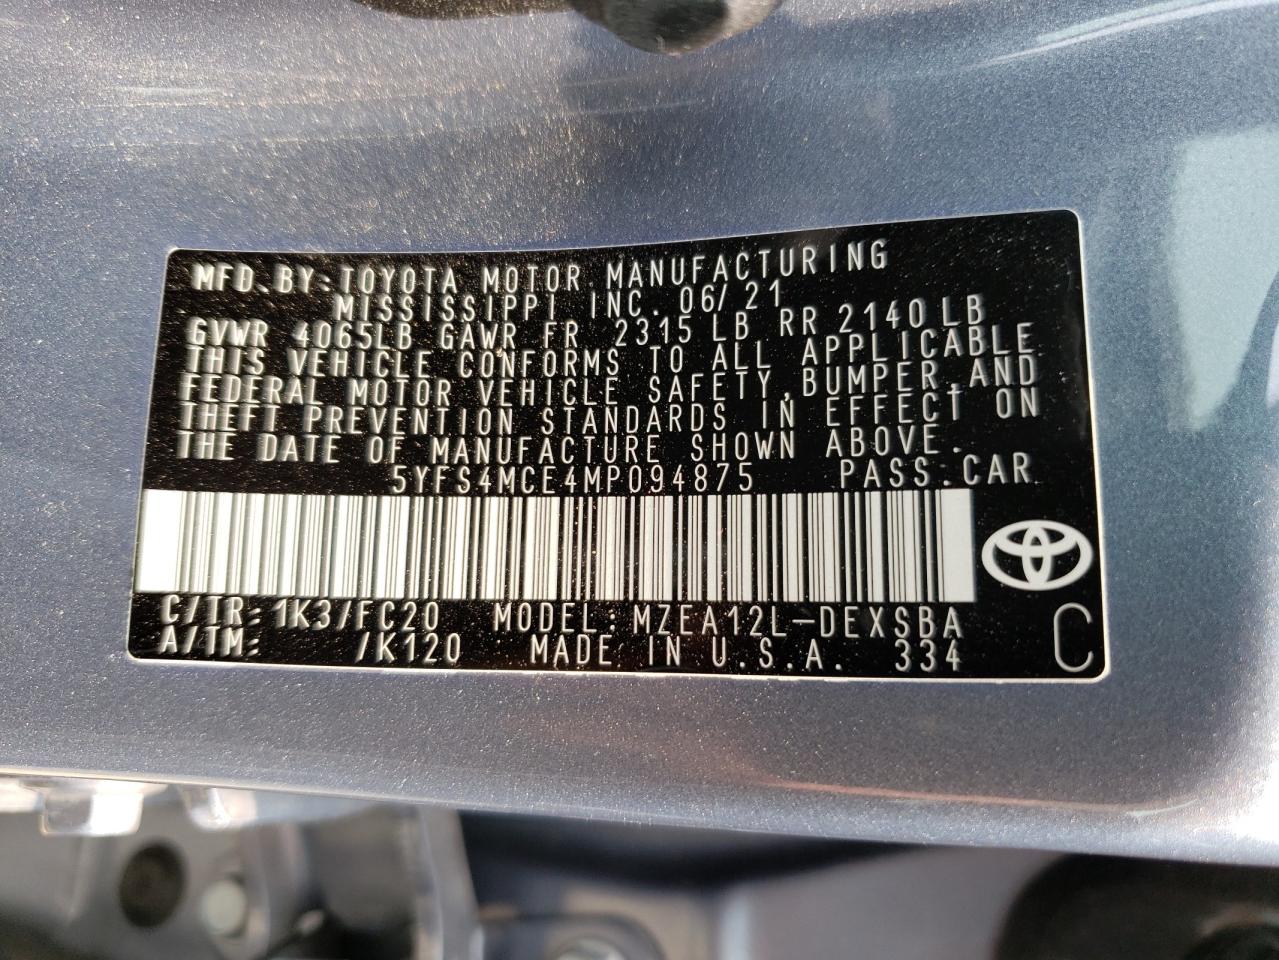 MFD. BY: TOYOTA MOTOR MANUFACTURING
MISSISSIPPI INC. 06/21
GVWR 4065LB GAWR FR 2315 LB RR 2140 LB
THIS VEHICLE CONFORMS TO ALL APPLICABLE
FEDERAL MOTOR VEHICLE SAFETY, BUMPER, AND
THEFT PREVENTION STANDARDS IN EFFECT ON
THE DATE OF MANUFACTURE SHOWN ABOVE.
5YFS4MCE4MP094875 PASS. CAR
C/TR: 1K3/FC20 MODEL: MZEA12L-DEXSBA
A/TM: /K120 MADE IN U.S.A. 334
C